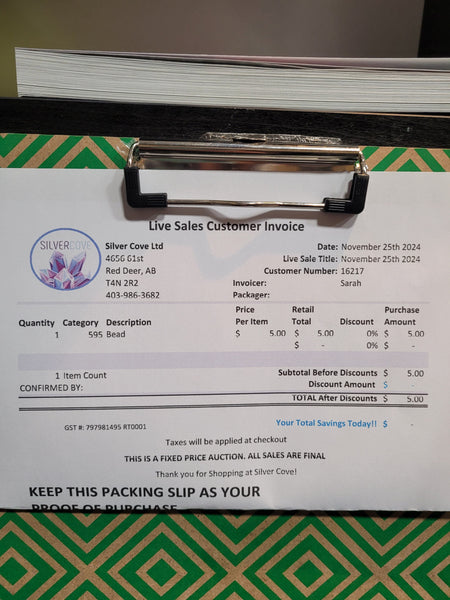 Live Sales Customer Invoice
SILVERCOVE
Silver Cove Ltd
4656 61st
Red Deer, AB
T4N 2R2
403-986-3682
Date: November 25th 2024
Live Sale Title: November 25th 2024
Customer Number: 16217
Invoicer: Sarah
Packager:
Quantity Category Description Price Per Item Retail Total Discount Purchase Amount
1 595 Bead $ 5.00 $ 5.00 0% $ 5.00
$ - 0% $ -
1 Item Count
Subtotal Before Discounts $ 5.00
Discount Amount $ -
CONFIRMED BY:
TOTAL After Discounts $ 5.00
GST #: 797981495 RT0001
Your Total Savings Today!! $ -
Taxes will be applied at checkout
THIS IS A FIXED PRICE AUCTION. ALL SALES ARE FINAL
Thank you for Shopping at Silver Cove!
KEEP THIS PACKING SLIP AS YOUR
PROOF OF PURCHASE